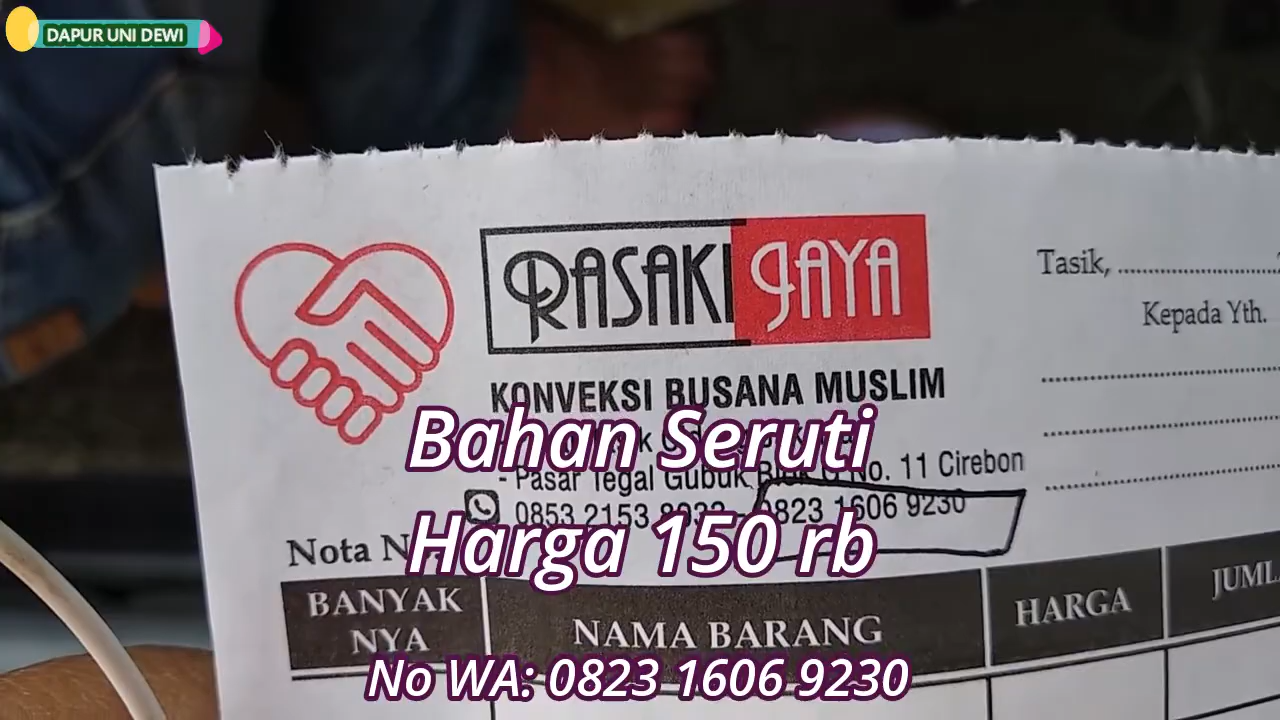 DAPUR UNI DEWI
RASAKI JAYA
Tasik,
Kepada Yth.
KONVEKSI BUSANA MUSLIM
Bahan Seruti
- Pasar Tegal Gubuk Blok No. 11 Cirebon
0853 2153 - 0823 1606 9230
Harga 150 rb
Nota
BANYAK
NYA
NAMA BARANG
HARGA
No WA: 0823 1606 9230